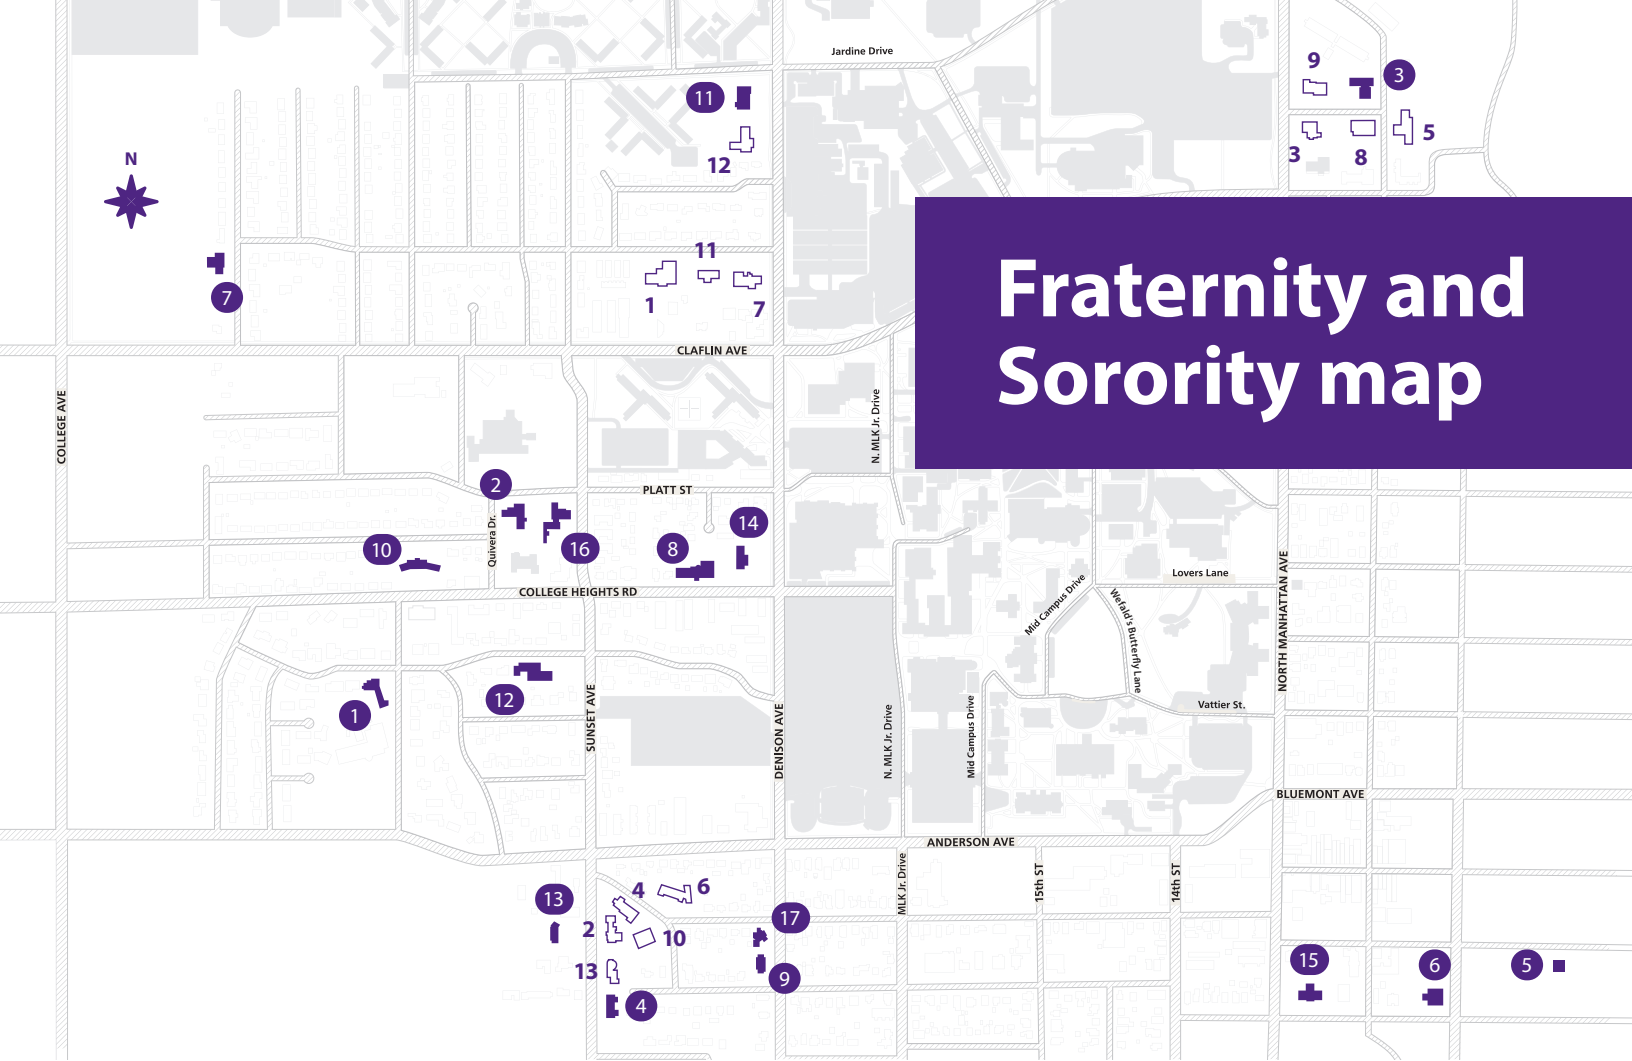 Jardine Drive
9
3
11
5
12
3
8
N
Fraternity and
Sorority map
11
7
1
7
CLAFLIN AVE
COLLEGE AVE
N. MLK Jr. Drive
2
PLATT ST
14
Quivera Dr.
10
16
8
COLLEGE HEIGHTS RD
Lovers Lane
Mid Campus Drive
Wefald's Butterfly Lane
NORTH MANHATTAN AVE
12
1
SUNSET AVE
DENISON AVE
N. MLK Jr. Drive
Mid Campus Drive
Vattier St.
BLUEMONT AVE
ANDERSON AVE
MLK Jr. Drive
15th ST
14th ST
13
4
6
17
2
10
13
9
4
15
6
5